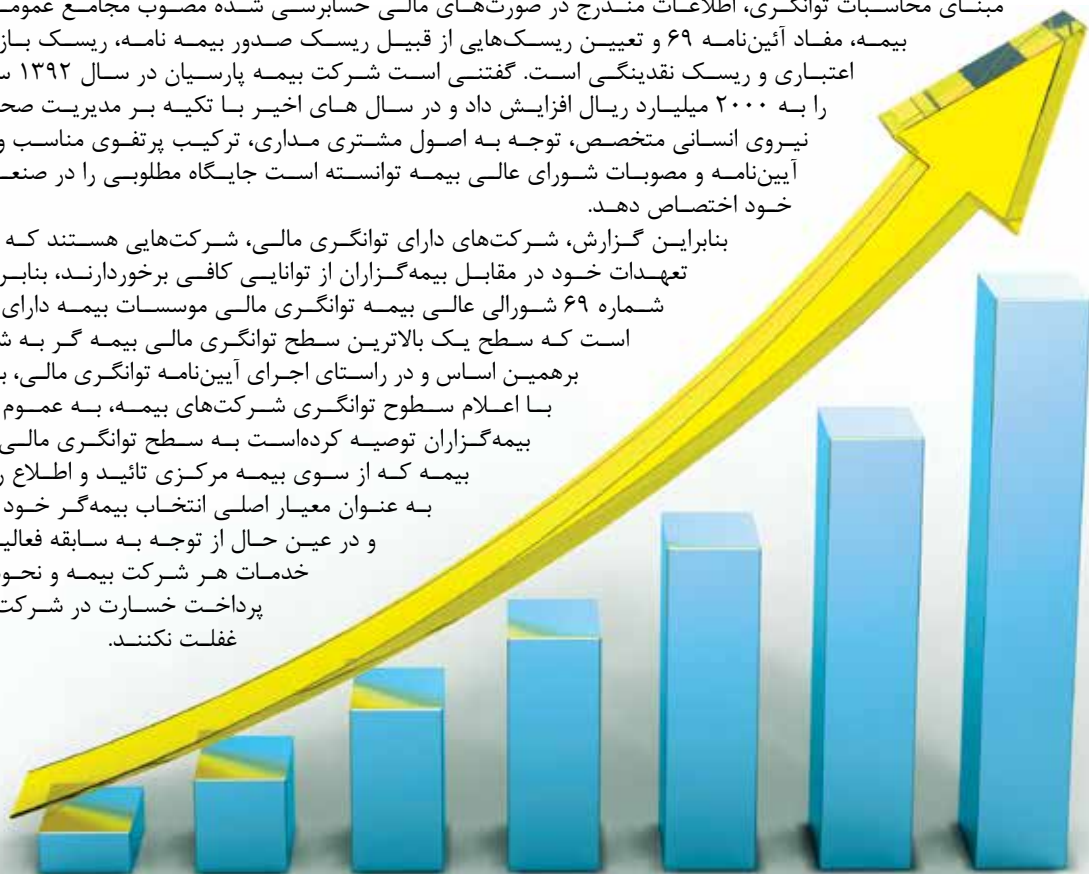 مبنـای محاسـبات توانگـری، اطلاعـات منـدرج در صورت‌هـای مالـی حسابرسـی شـده مصـوب مجامـع
بیمـه، مفـاد آئین‌نامـه ۶۹ و تعییـن ریسـک‌هایی از قبیـل ریسـک صـدور بیمـه نامـه، ریسـک
اعتبـاری و ریسـک نقدینگـی اسـت. گفتنـی اسـت شـرکت بیمـه پارسـیان در سـال ۱۳۹۲
را بـه ۲۰۰۰ میلیـارد ریـال افزایـش داد و در سـال هـای اخیـر بـا تکیـه بـر مدیریـت
نیـروی انسـانی متخصـص، توجـه بـه اصـول مشـتری مـداری، ترکیـب پرتفـوی مناسـب و
آیین‌نامـه و مصوبـات شـورای عالـی بیمـه توانسـته اسـت جایـگاه مطلوبـی را در
خـود اختصـاص دهـد.
بنابرایـن گـزارش، شـرکت‌های دارای توانگـری مالـی، شـرکت‌هایی هسـتند کـه
تعهـدات خـود در مقابـل بیمه‌گـزاران از توانایـی کافـی برخوردارنـد،
شـماره ۶۹ شـورالی عالـی بیمـه توانگـری مالـی موسسـات بیمـه دارای
اسـت کـه سـطح یـک بالاتریـن سـطح توانگـری مالـی بیمـه گـر بـه
برهمیـن اسـاس و در راسـتای اجـرای آیین‌نامـه توانگـری مالـی،
بـا اعـلام سـطوح توانگـری شـرکت‌های بیمـه، بـه عمـوم
بیمه‌گـزاران توصیـه کرده‌اسـت بـه سـطح توانگـری مالـی
بیمـه کـه از سـوی بیمـه مرکـزی تائیـد و اطـلاع
بـه عنـوان معیـار اصلـی انتخـاب بیمه‌گـر خـود
و در عیـن حـال از توجـه بـه سـابقه
خدمـات هـر شـرکت بیمـه و
پرداخـت خسـارت در شـرکت
غفلـت نکننـد.